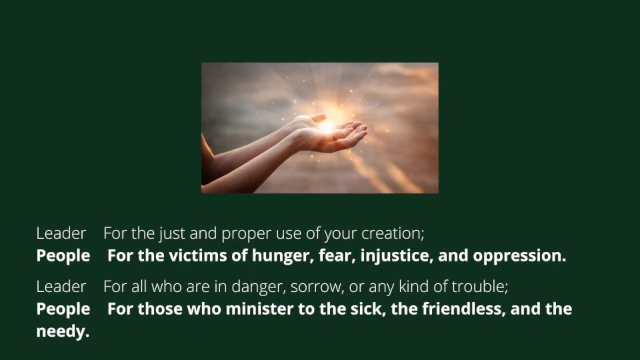 Leader For the just and proper use of your creation;
People For the victims of hunger, fear, injustice, and oppression.
Leader For all who are in danger, sorrow, or any kind of trouble;
People For those who minister to the sick, the friendless, and the
needy.